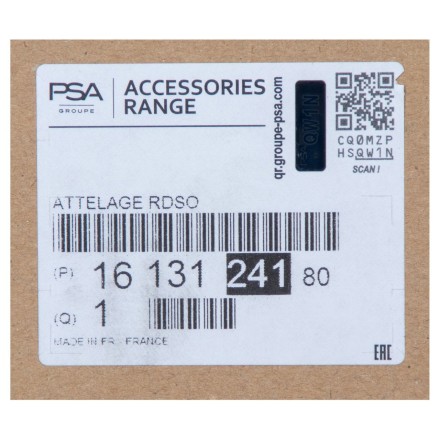 PSA
GROUPE
ACCESSORIES
RANGE
qr.groupe-psa.com
QW1N
CQ0MZP
HSQW1N
SCAN !
ATTELAGE RDSO
(P) 16 131 241 80
(Q) 1
MADE IN FR - FRANCE
EAC